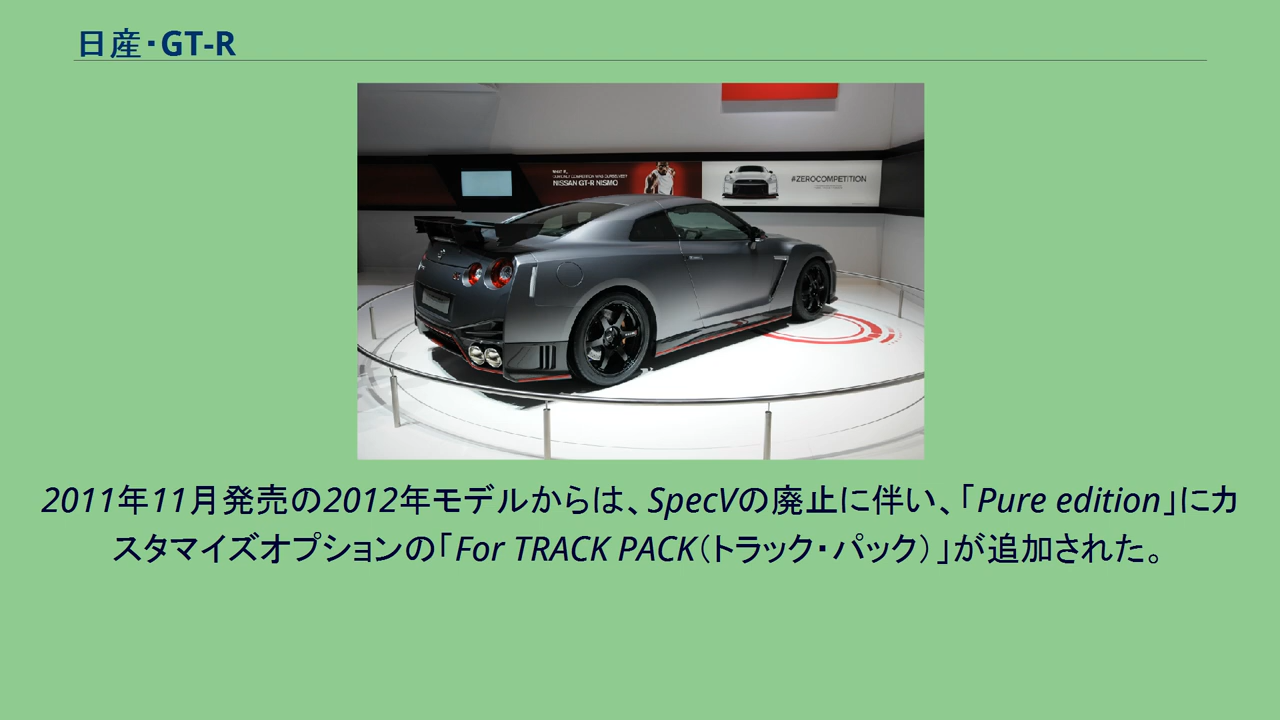 日産・GT-R
NISSAN GT-R NISMO
#ZEROCOMPETITION
2011年11月発売の2012年モデルからは、SpecVの廃止に伴い、「Pure edition」にカ
スタマイズオプションの「For TRACK PACK（トラック・パック）」が追加された。